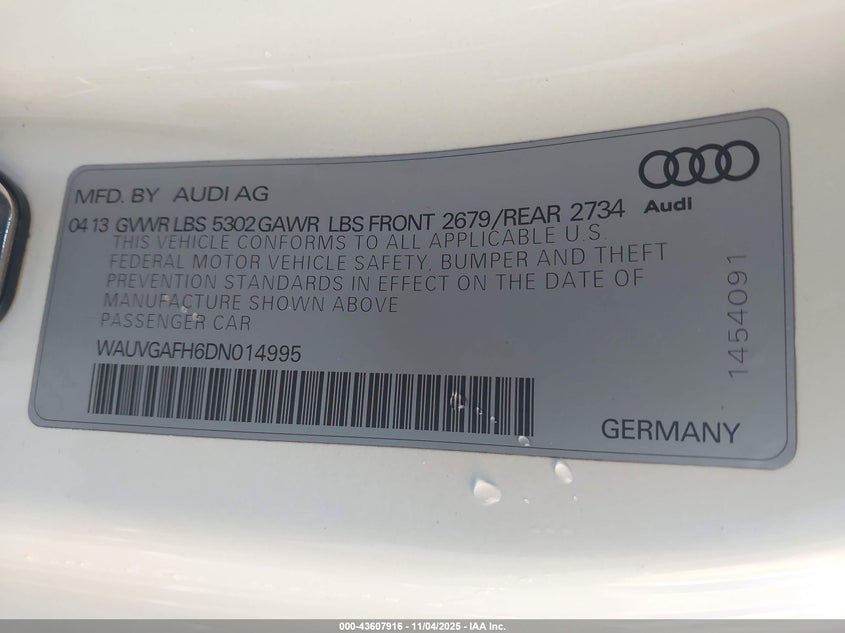 MFD. BY AUDI AG
Audi
0413 GVWR LBS 5302 GAWR LBS FRONT 2679/REAR 2734
THIS VEHICLE CONFORMS TO ALL APPLICABLE U.S.
FEDERAL MOTOR VEHICLE SAFETY, BUMPER AND THEFT
PREVENTION STANDARDS IN EFFECT ON THE DATE OF
MANUFACTURE SHOWN ABOVE
PASSENGER CAR
WAUVGAFH6DN014995
1454091
GERMANY
000-43607916 - 11/04/2025 - IAA Inc.